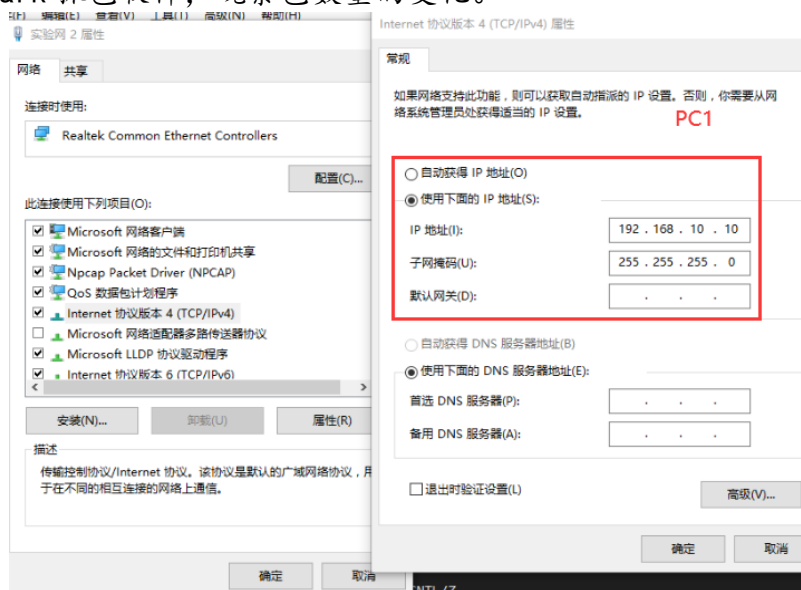 编辑(E) 查看(V) 工具(T) 高级(N) 帮助(H)
实验网 2 属性
网络 共享
连接时使用:
Realtek Common Ethernet Controllers
配置(C)...
此连接使用下列项目(O):
Microsoft 网络客户端
Microsoft 网络的文件和打印机共享
Npcap Packet Driver (NPCAP)
QoS 数据包计划程序
Internet 协议版本 4 (TCP/IPv4)
Microsoft 网络适配器多路传送器协议
Microsoft LLDP 协议驱动程序
Internet 协议版本 6 (TCP/IPv6)
安装(N)... 卸载(U) 属性(R)
描述
传输控制协议/Internet 协议。该协议是默认的广域网络协议，用
于在不同的相互连接的网络上通信。
确定 取消
Internet 协议版本 4 (TCP/IPv4) 属性
常规
如果网络支持此功能，则可以获取自动指派的 IP 设置。否则，你需要从网
络系统管理员处获得适当的 IP 设置。
PC1
自动获得 IP 地址(O)
使用下面的 IP 地址(S):
IP 地址(I): 192 . 168 . 10 . 10
子网掩码(U): 255 . 255 . 255 . 0
默认网关(D): . . .
自动获得 DNS 服务器地址(B)
使用下面的 DNS 服务器地址(E):
首选 DNS 服务器(P): . . .
备用 DNS 服务器(A): . . .
退出时验证设置(L)
高级(V)...
确定 取消